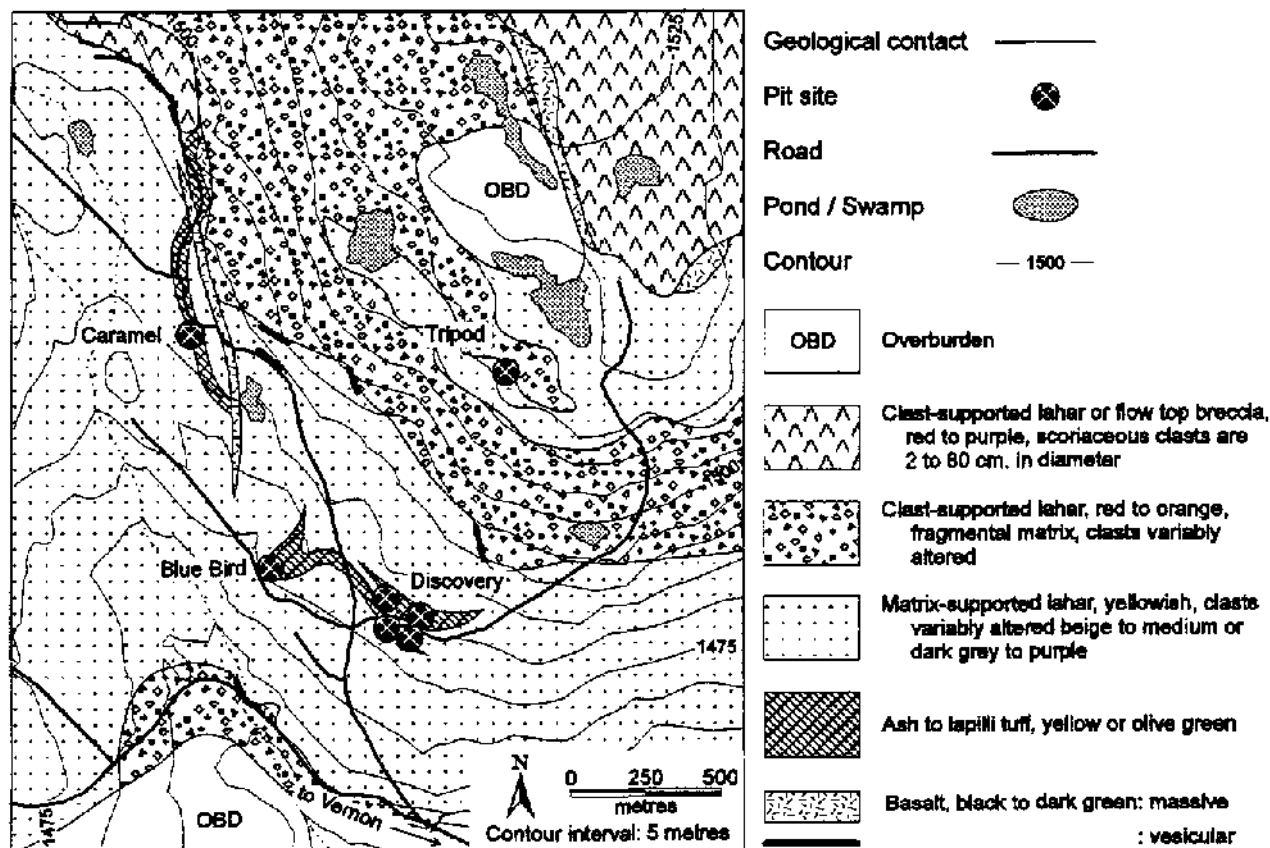 1525
OBD
Caramel
Tripod
1500
Blue Bird
Discovery
1475
to Vernon
N
0 250 500
metres
Contour interval: 5 metres
1475
OBD
Geological contact
Pit site
Road
Pond / Swamp
Contour
1500
OBD
Overburden
Clast-supported lahar or flow top breccia,
red to purple, scoriaceous clasts are
2 to 80 cm. in diameter
Clast-supported lahar, red to orange,
fragmental matrix, clasts variably
altered
Matrix-supported lahar, yellowish, clasts
variably altered beige to medium or
dark grey to purple
Ash to lapilli tuff, yellow or olive green
Basalt, black to dark green: massive
: vesicular